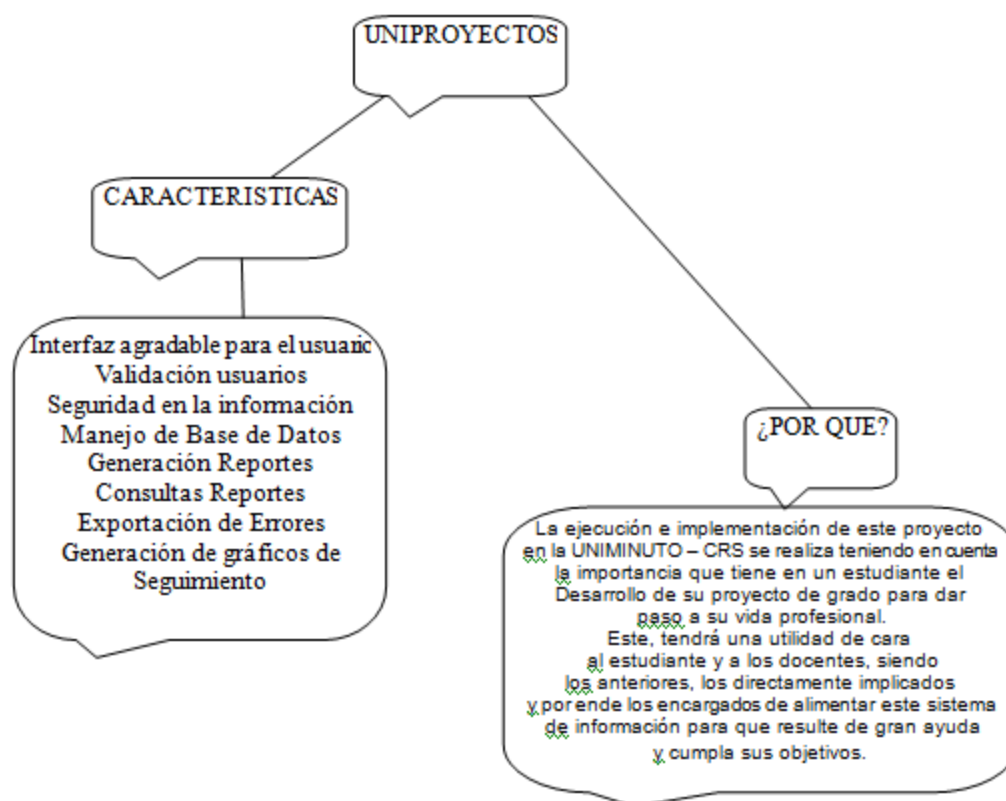 UNIPROYECTOS
CARACTERISTICAS
Interfaz agradable para el usuario
Validación usuarios
Seguridad en la información
Manejo de Base de Datos
Generación Reportes
Consultas Reportes
Exportación de Errores
Generación de gráficos de
Seguimiento
¿POR QUE?
La ejecución e implementación de este proyecto
en la UNIMINUTO – CRS se realiza teniendo en cuenta
la importancia que tiene en un estudiante el
Desarrollo de su proyecto de grado para dar
paso a su vida profesional.
Este, tendrá una utilidad de cara
al estudiante y a los docentes, siendo
los anteriores, los directamente implicados
y por ende los encargados de alimentar este sistema
de información para que resulte de gran ayuda
y cumpla sus objetivos.